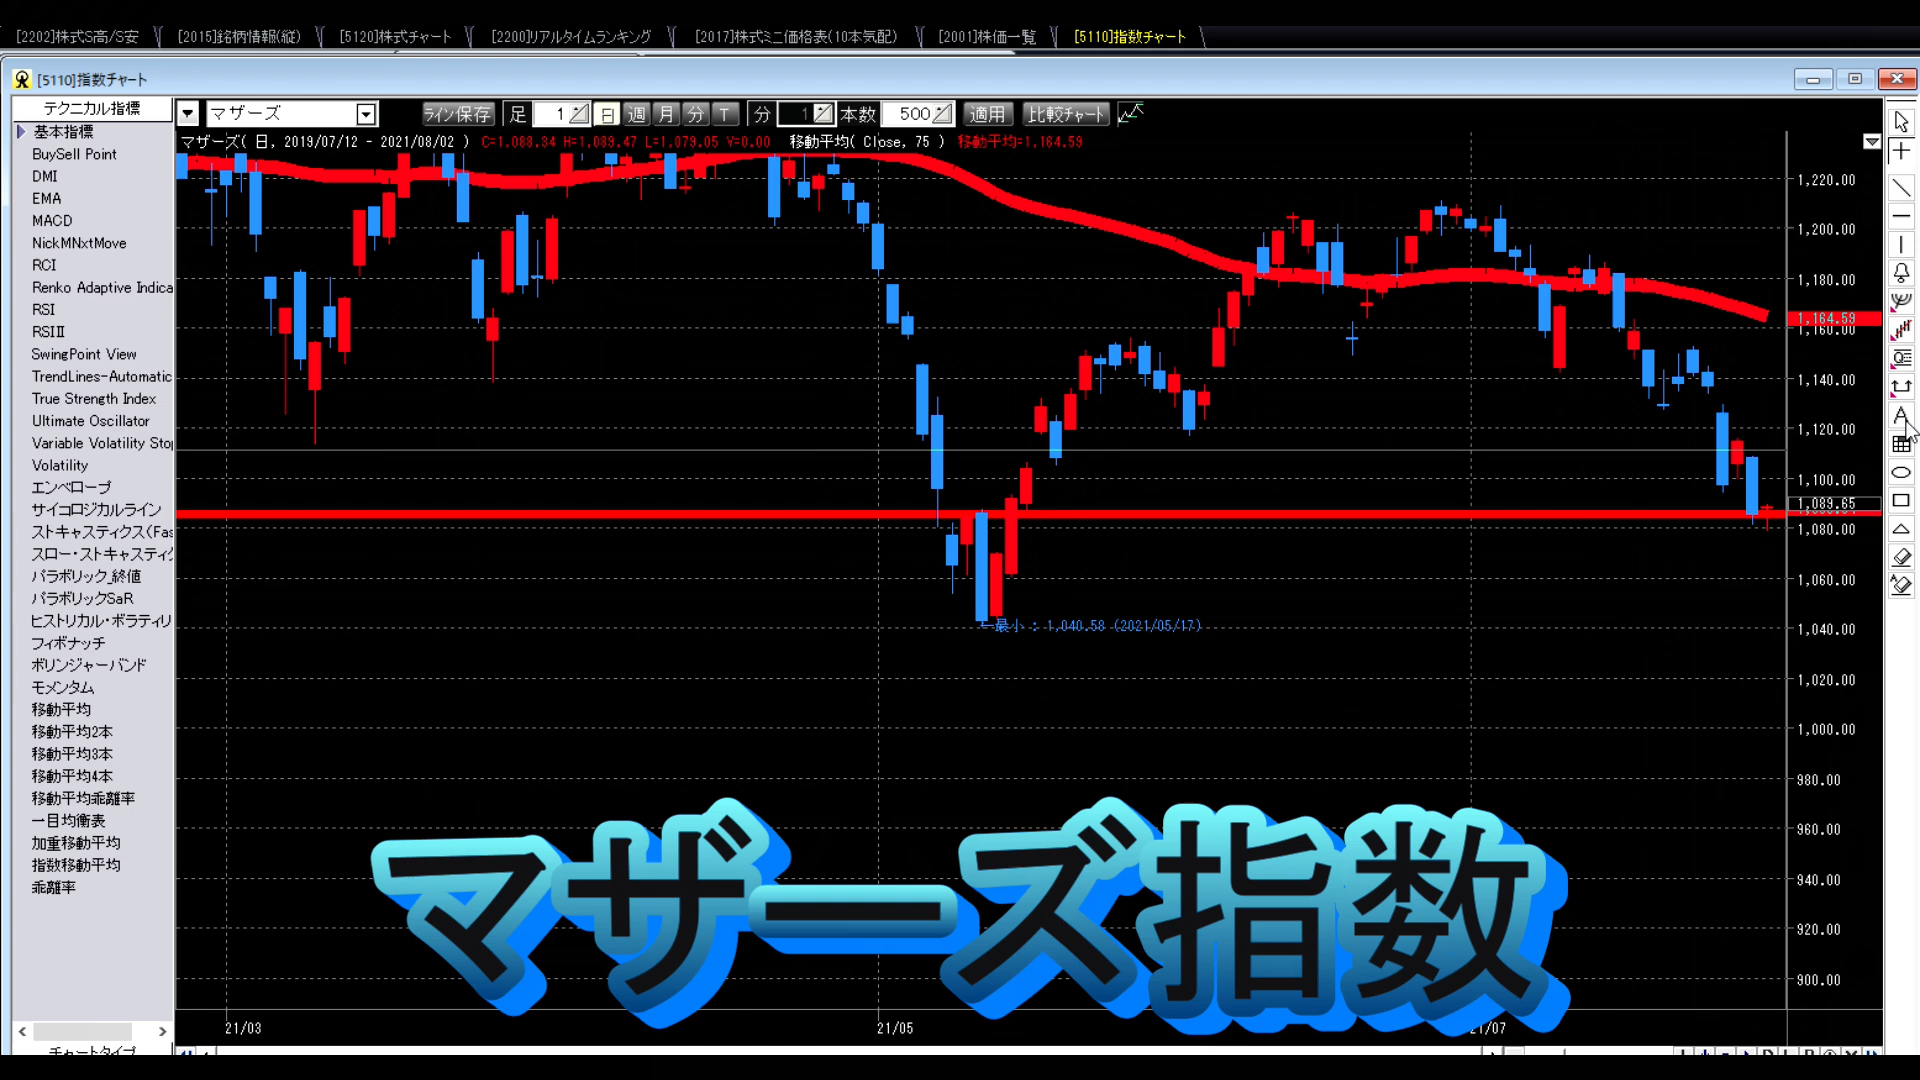 [2202]株式S高/S安 [2015]銘柄情報(縦) [5120]株式チャート [2200]リアルタイムランキング [2017]株式ミニ価格表(10本気配) [2001]株価一覧 [5110]指数チャート
[5110]指数チャート
テクニカル指標
マザーズ ライン保存 足 1 日 週 月 分 T 分 1 本数 500 適用 比較チャート
マザーズ( 日, 2019/07/12 - 2021/08/02 ) C=1,088.34 H=1,089.47 L=1,079.05 V=0.00 移動平均( Close, 75 ) 移動平均=1,164.59
基本指標
BuySell Point
DMI
EMA
MACD
NickMNxtMove
RCI
Renko Adaptive Indica
RSI
RSIⅡ
SwingPoint View
TrendLines-Automatic
True Strength Index
Ultimate Oscillator
Variable Volatility Sto
Volatility
エンベロープ
サイコロジカルライン
ストキャスティクス(Fas
スロー・ストキャスティク
パラボリック_終値
パラボリックSaR
ヒストリカル・ボラティリ
フィボナッチ
ボリンジャーバンド
モメンタム
移動平均
移動平均2本
移動平均3本
移動平均4本
移動平均乖離率
一目均衡表
加重移動平均
指数移動平均
乖離率
チャートタイプ
1,220.00
1,200.00
1,180.00
1,164.59
1,160.00
1,140.00
1,120.00
1,100.00
1,089.65
1,080.00
1,060.00
1,040.00
1,020.00
1,000.00
980.00
960.00
940.00
920.00
900.00
←最小 : 1,040.58 (2021/05/17)
マザーズ指数
21/03 21/05 21/07